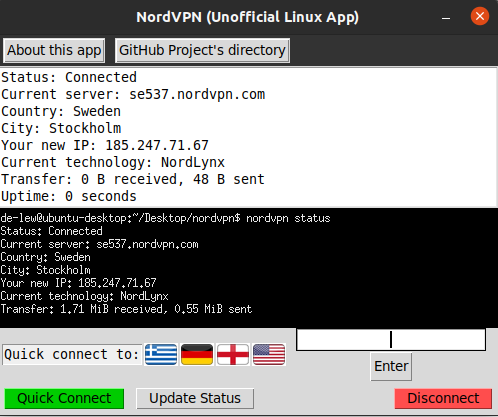 NordVPN (Unofficial Linux App)
About this app
GitHub Project's directory
Status: Connected
Current server: se537.nordvpn.com
Country: Sweden
City: Stockholm
Your new IP: 185.247.71.67
Current technology: NordLynx
Transfer: 0 B received, 48 B sent
Uptime: 0 seconds
de-lew@ubuntu-desktop:~/Desktop/nordvpn$ nordvpn status
Status: Connected
Current server: se537.nordvpn.com
Country: Sweden
City: Stockholm
Your new IP: 185.247.71.67
Current technology: NordLynx
Transfer: 1.71 MiB received, 0.55 MiB sent
Quick connect to:
Enter
Quick Connect
Update Status
Disconnect